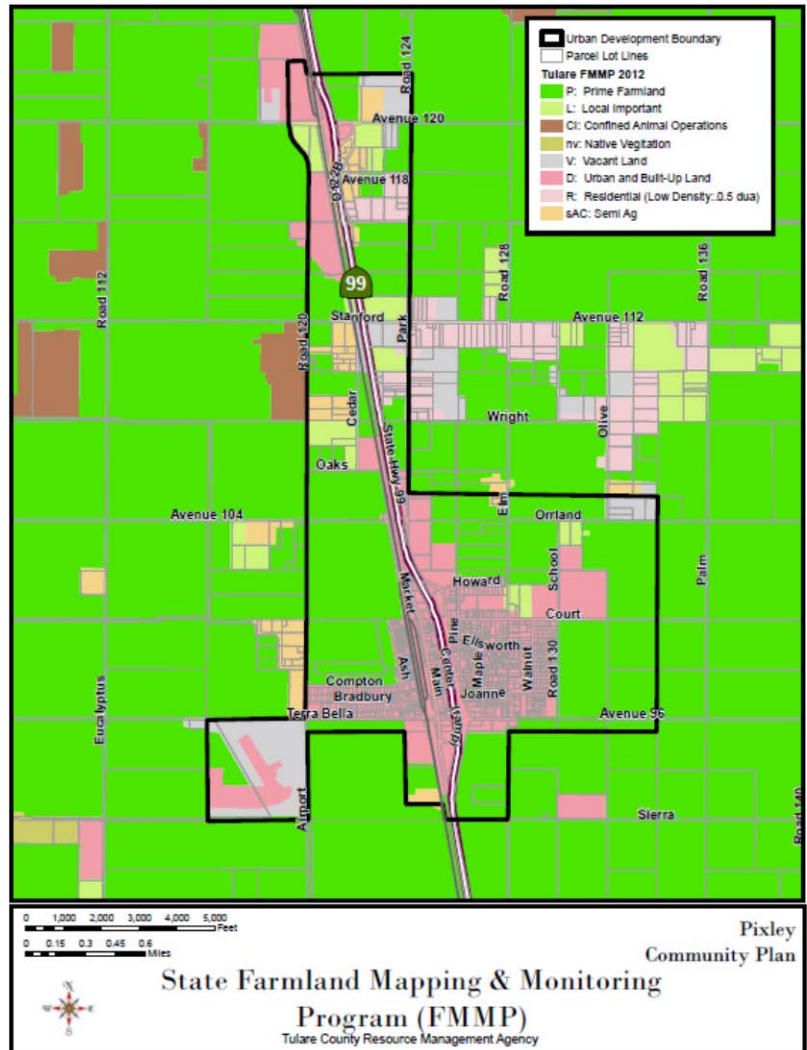 Urban Development Boundary
Parcel Lot Lines
Tulare FMMP 2012
P: Prime Farmland
L: Local Important
CI: Confined Animal Operations
nv: Native Vegitation
V: Vacant Land
D: Urban and Built-Up Land
R: Residential (Low Density:.0.5 dua)
sAC: Semi Ag
Road 124
Avenue 120
D122B
Avenue 118
Road 112
Road 120
99
Stanford
Park
Road 128
Avenue 112
Road 136
Cedar
Wright
Olive
State Hwy 99
Oaks
Elm
Avenue 104
Orrland
School
Palm
Market
Howard
Court
Pine
Ellsworth
Ash
Main
Center
Maple
Walnut
Road 130
Compton
Bradbury
Joanne
Terra Bella
Avenue 96
Eucalyptus
Airport
Sierra
Road 140
0 1,000 2,000 3,000 4,000 5,000
Feet
0 0.15 0.3 0.45 0.6
Miles
Pixley
Community Plan
State Farmland Mapping & Monitoring
Program (FMMP)
Tulare County Resource Management Agency
N
W
E
S